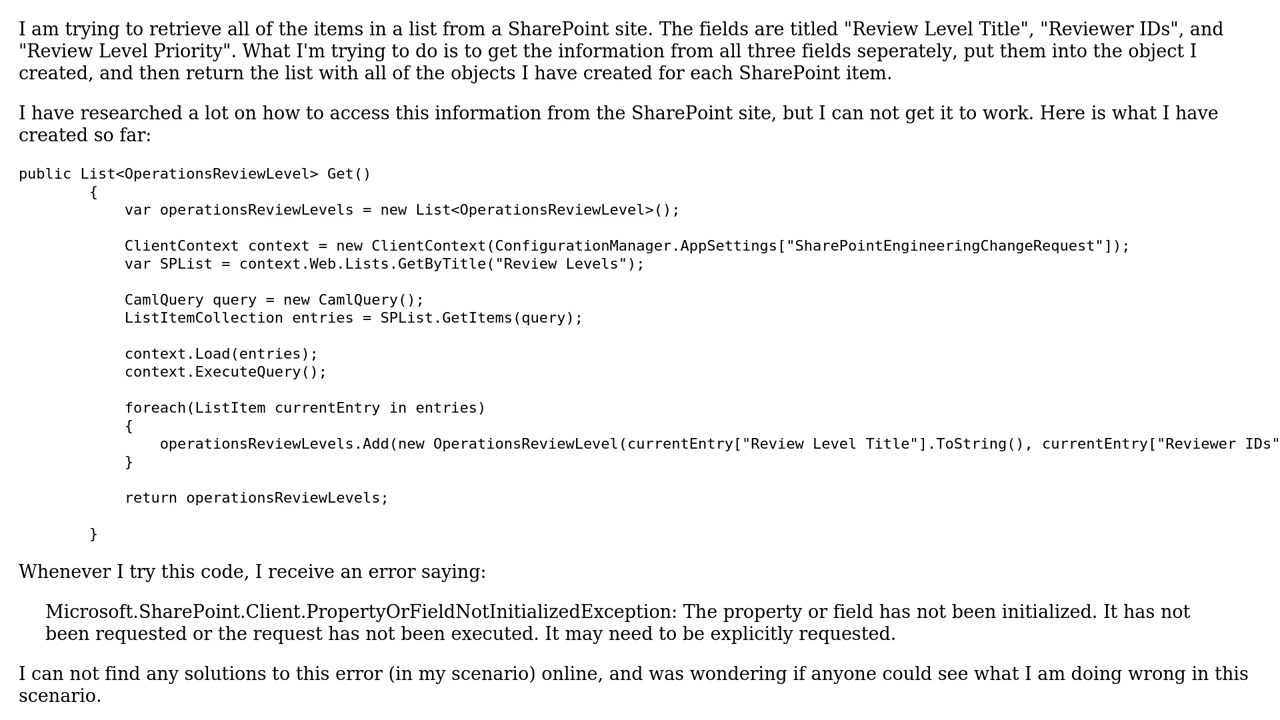 I am trying to retrieve all of the items in a list from a SharePoint site. The fields are titled "Review Level Title", "Reviewer IDs", and
"Review Level Priority". What I'm trying to do is to get the information from all three fields seperately, put them into the object I
created, and then return the list with all of the objects I have created for each SharePoint item.
I have researched a lot on how to access this information from the SharePoint site, but I can not get it to work. Here is what I have
created so far:
public List<OperationsReviewLevel> Get()
{
var operationsReviewLevels = new List<OperationsReviewLevel>();
ClientContext context = new ClientContext(ConfigurationManager.AppSettings["SharePointEngineeringChangeRequest"]);
var SPList = context.Web.Lists.GetByTitle("Review Levels");
CamlQuery query = new CamlQuery();
ListItemCollection entries = SPList.GetItems(query);
context.Load(entries);
context.ExecuteQuery();
foreach(ListItem currentEntry in entries)
{
operationsReviewLevels.Add(new OperationsReviewLevel(currentEntry["Review Level Title"].ToString(), currentEntry["Reviewer IDs"
}
return operationsReviewLevels;
}
Whenever I try this code, I receive an error saying:
Microsoft.SharePoint.Client.PropertyOrFieldNotInitializedException: The property or field has not been initialized. It has not
been requested or the request has not been executed. It may need to be explicitly requested.
I can not find any solutions to this error (in my scenario) online, and was wondering if anyone could see what I am doing wrong in this
scenario.